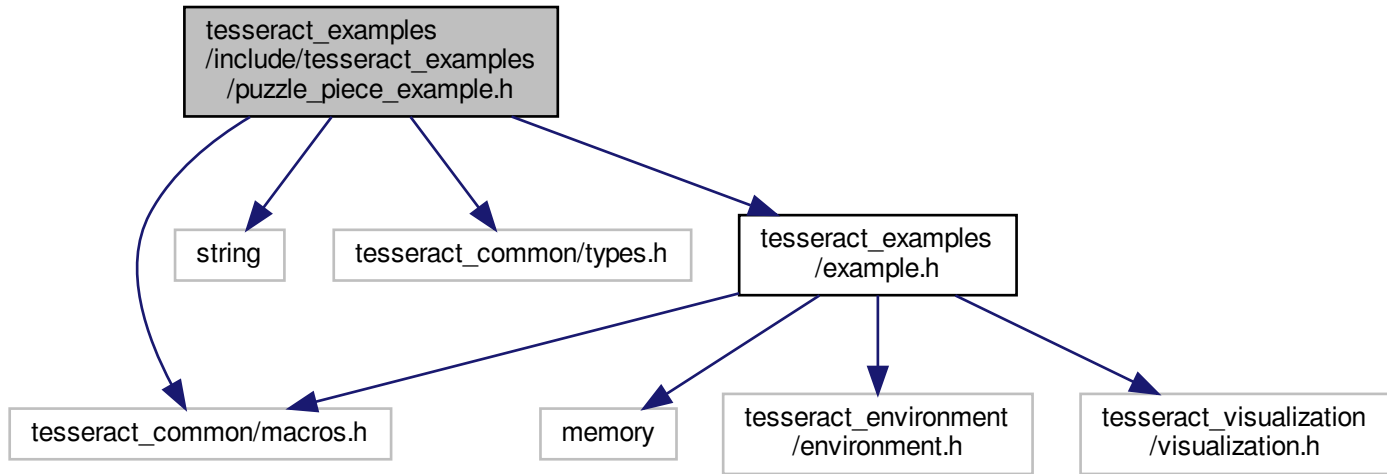 tesseract_examples
/include/tesseract_examples
/puzzle_piece_example.h
string
tesseract_common/types.h
tesseract_examples
/example.h
tesseract_common/macros.h
memory
tesseract_environment
/environment.h
tesseract_visualization
/visualization.h